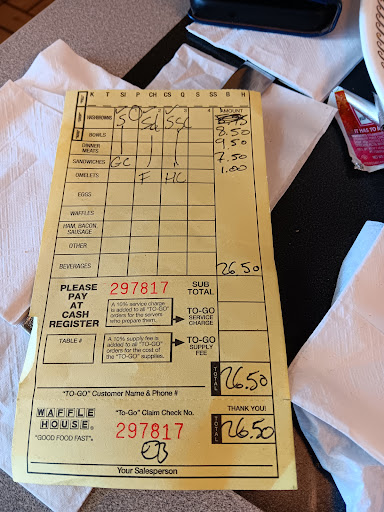 K T SI P CH CS Q S SS B H
AMOUNT
HASHBROWNS S Sd SSC
8.50
BOWLS
9.50
DINNER MEATS
7.50
SANDWICHES GC
1.00
OMELETS F HC
EGGS
WAFFLES
HAM, BACON, SAUSAGE
OTHER
BEVERAGES 26.50
PLEASE PAY AT CASH REGISTER
297817
SUB TOTAL
A 10% service charge is added to all "TO-GO" orders for the servers who prepare them.
TO-GO SERVICE CHARGE
TABLE #
A 10% supply fee is added to all "TO-GO" orders for the cost of the "TO-GO" supplies.
TO-GO SUPPLY FEE
TOTAL 26.50
"TO-GO" Customer Name & Phone #
THANK YOU!
WAFFLE HOUSE
"GOOD FOOD FAST"
"To-Go" Claim Check No.
297817
TOTAL 26.50
EB
Your Salesperson